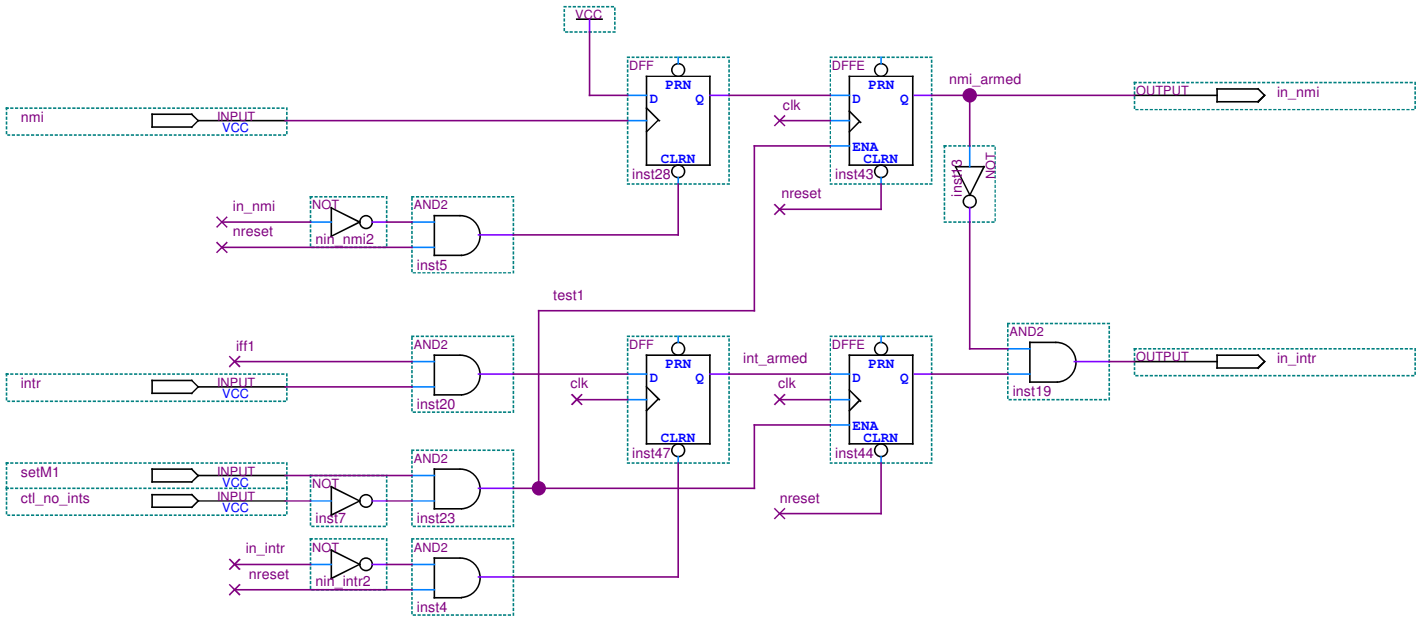 VCC
DFF
PRN
D
Q
CLRN
inst28
DFFE
PRN
D
Q
ENA
CLRN
inst43
clk
nreset
nmi_armed
OUTPUT
in_nmi
nmi
INPUT
VCC
NOT
inst13
in_nmi
nreset
NOT
nin_nmi2
AND2
inst5
test1
iff1
intr
INPUT
VCC
AND2
inst20
clk
DFF
PRN
D
Q
CLRN
inst47
int_armed
clk
DFFE
PRN
D
Q
ENA
CLRN
inst44
nreset
AND2
inst19
OUTPUT
in_intr
setM1
INPUT
VCC
ctl_no_ints
INPUT
VCC
NOT
inst7
AND2
inst23
in_intr
nreset
NOT
nin_intr2
AND2
inst4